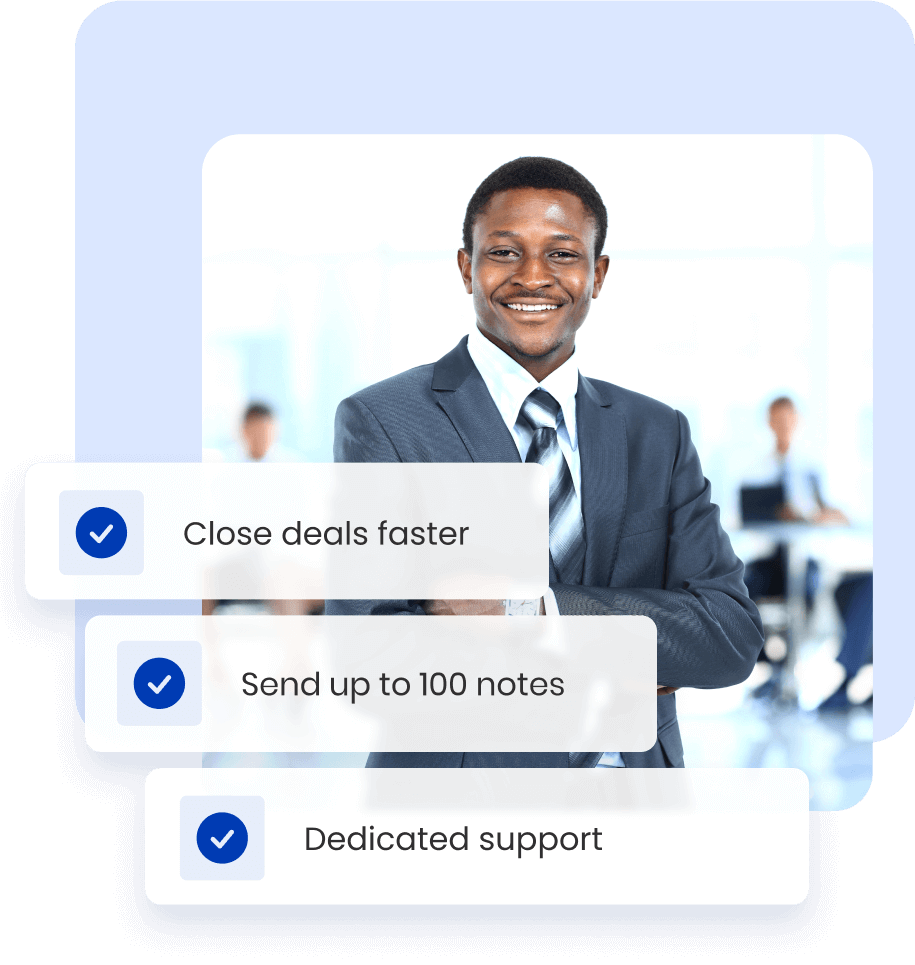 Close deals faster
Send up to 100 notes
Dedicated support